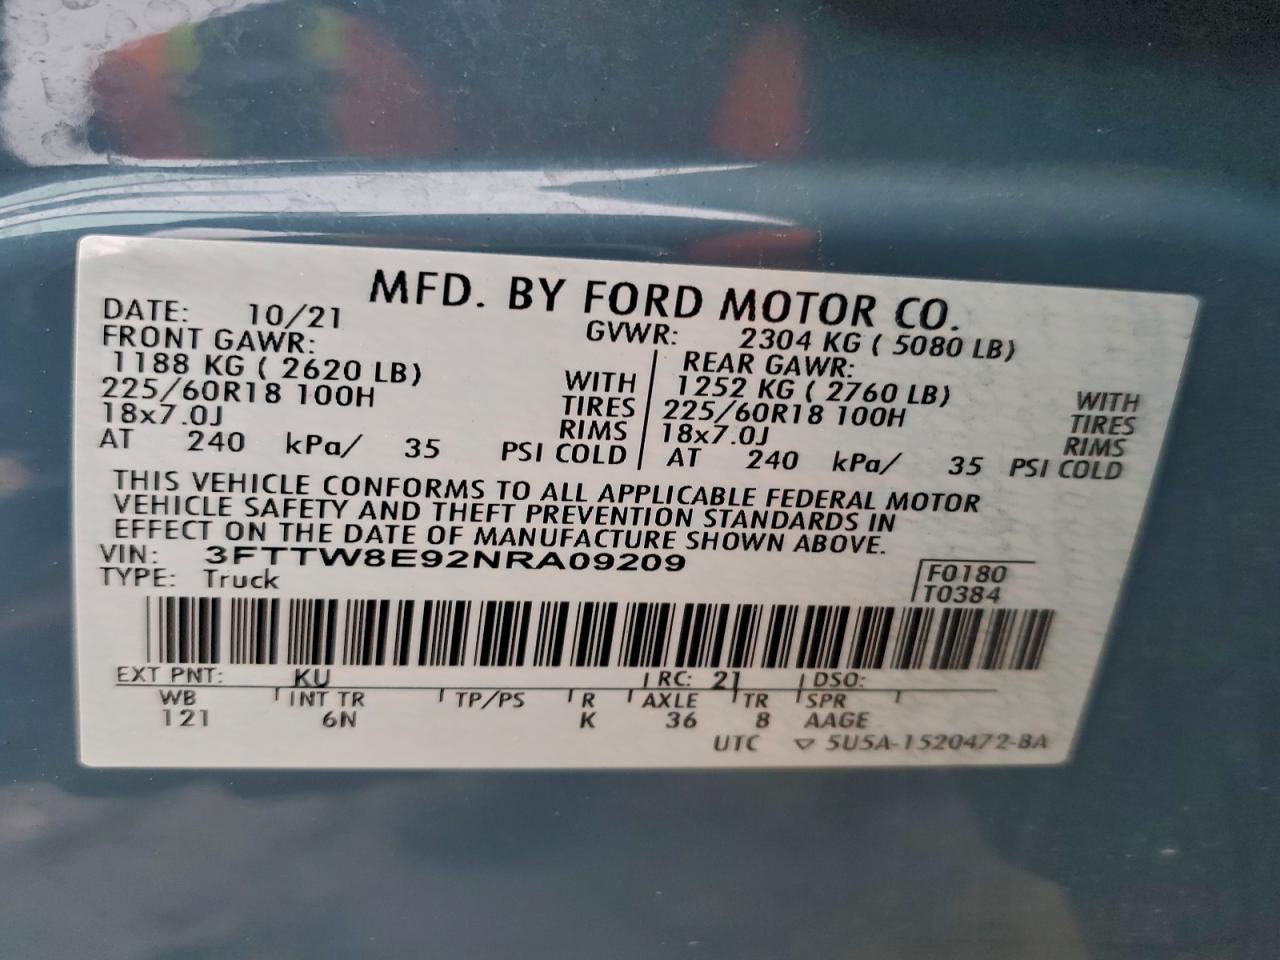 MFD. BY FORD MOTOR CO.
DATE: 10/21 GVWR: 2304 KG ( 5080 LB)
FRONT GAWR: REAR GAWR:
1188 KG ( 2620 LB) WITH 1252 KG ( 2760 LB) WITH
225/60R18 100H TIRES 225/60R18 100H TIRES
18x7.0J RIMS 18x7.0J RIMS
AT 240 kPa/ 35 PSI COLD AT 240 kPa/ 35 PSI COLD
THIS VEHICLE CONFORMS TO ALL APPLICABLE FEDERAL MOTOR
VEHICLE SAFETY AND THEFT PREVENTION STANDARDS IN
EFFECT ON THE DATE OF MANUFACTURE SHOWN ABOVE.
VIN: 3FTTW8E92NRA09209 F0180
TYPE: Truck T0384
EXT PNT: KU RC: 21 DSO:
WB INT TR TP/PS R AXLE TR SPR
121 6N K 36 8 AAGE
UTC ▽ 5U5A-1520472-BA